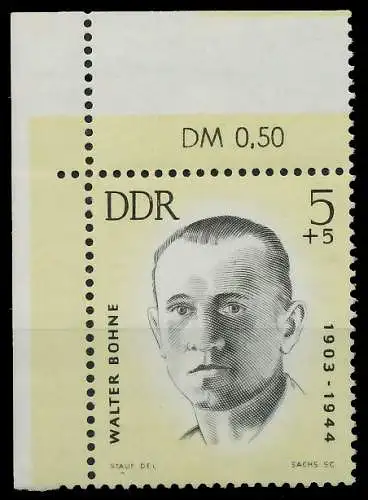 DM 0,50
DDR
5
+5
WALTER BOHNE
1903-1944
STAUF DEL
SACHS SC.